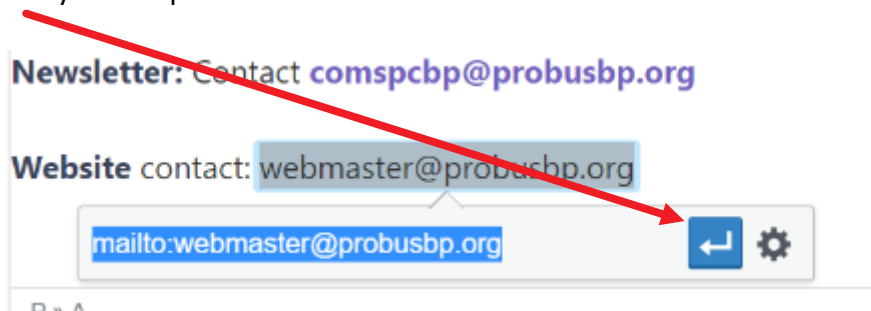 Newsletter: Contact comspcbp@probusbp.org
Website contact: webmaster@probusbp.org
mailto:webmaster@probusbp.org